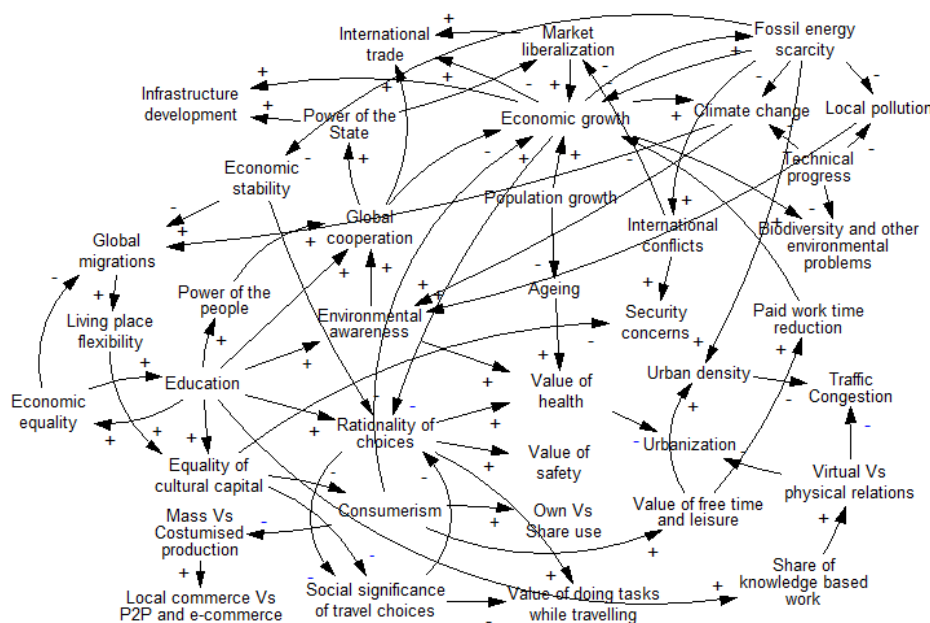 International
trade
Market
liberalization
Fossil energy
scarcity
Infrastructure
development
Power of the
State
Economic growth
Climate change
Local pollution
Economic
stability
Technical
progress
Population growth
Global
cooperation
International
conflicts
Biodiversity and other
environmental
problems
Global
migrations
Power of the
people
Ageing
Living place
flexibility
Environmental
awareness
Security
concerns
Paid work time
reduction
Economic
equality
Education
Value of
health
Urban density
Traffic
Congestion
Rationality of
choices
Urbanization
Equality of
cultural capital
Value of
safety
Virtual Vs
physical relations
Mass Vs
Costumised
production
Consumerism
Own Vs
Share use
Value of free time
and leisure
Local commerce Vs
P2P and e-commerce
Social significance
of travel choices
Value of doing tasks
while travelling
Share of
knowledge based
work